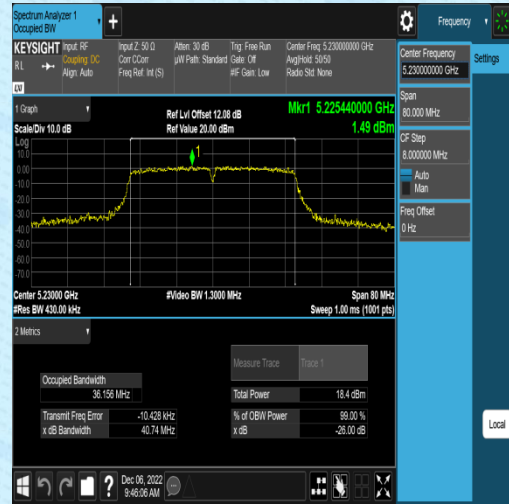 Spectrum Analyzer 1
Occupied BW
+
Frequency
KEYSIGHT
RL
LXI
Input: RF
Coupling: DC
Align: Auto
Input Z: 50 Ω
Corr CCorr
Freq Ref: Int (S)
Atten: 30 dB
µW Path: Standard
Trig: Free Run
Gate: Off
#IF Gain: Low
Center Freq: 5.230000000 GHz
Avg|Hold: 50/50
Radio Std: None
Center Frequency
5.230000000 GHz
Settings
Span
80.000 MHz
CF Step
8.000000 MHz
Auto
Man
Freq Offset
0 Hz
1 Graph
Scale/Div 10.0 dB
Ref Lvl Offset 12.08 dB
Ref Value 20.00 dBm
Mkr1 5.225440000 GHz
1.49 dBm
Log
10.0
0.00
-10.0
-20.0
-30.0
-40.0
-50.0
-60.0
-70.0
1
Center 5.23000 GHz
#Res BW 430.00 kHz
#Video BW 1.3000 MHz
Span 80 MHz
Sweep 1.00 ms (1001 pts)
2 Metrics
Measure Trace
Trace 1
Occupied Bandwidth
36.156 MHz
Total Power
18.4 dBm
Transmit Freq Error
-10.428 kHz
% of OBW Power
99.00 %
x dB Bandwidth
40.74 MHz
x dB
-26.00 dB
Local
?
Dec 06, 2022
9:46:06 AM